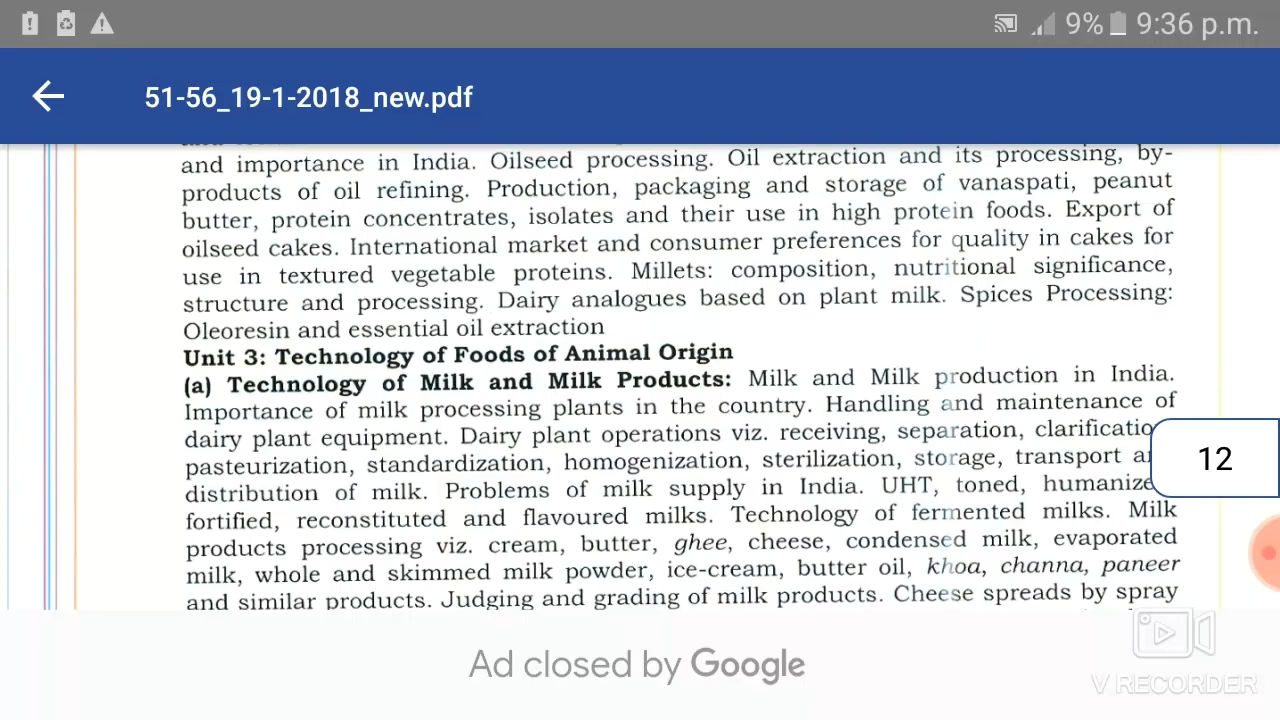 9% 9:36 p.m.
51-56_19-1-2018_new.pdf
and importance in India. Oilseed processing. Oil extraction and its processing, by-
products of oil refining. Production, packaging and storage of vanaspati, peanut
butter, protein concentrates, isolates and their use in high protein foods. Export of
oilseed cakes. International market and consumer preferences for quality in cakes for
use in textured vegetable proteins. Millets: composition, nutritional significance,
structure and processing. Dairy analogues based on plant milk. Spices Processing:
Oleoresin and essential oil extraction
Unit 3: Technology of Foods of Animal Origin
(a) Technology of Milk and Milk Products: Milk and Milk production in India.
Importance of milk processing plants in the country. Handling and maintenance of
dairy plant equipment. Dairy plant operations viz. receiving, separation, clarificatio
pasteurization, standardization, homogenization, sterilization, storage, transport a
12
distribution of milk. Problems of milk supply in India. UHT, toned, humanize
fortified, reconstituted and flavoured milks. Technology of fermented milks. Milk
products processing viz. cream, butter, ghee, cheese, condensed milk, evaporated
milk, whole and skimmed milk powder, ice-cream, butter oil, khoa, channa, paneer
and similar products. Judging and grading of milk products. Cheese spreads by spray
Ad closed by Google
V RECORDER